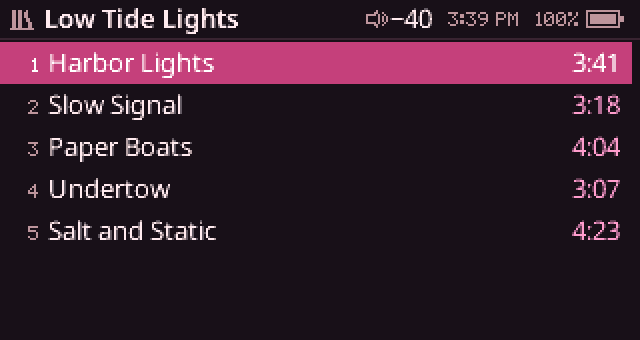 Low Tide Lights −40 3:39 PM 100%
1 Harbor Lights 3:41
2 Slow Signal 3:18
3 Paper Boats 4:04
4 Undertow 3:07
5 Salt and Static 4:23